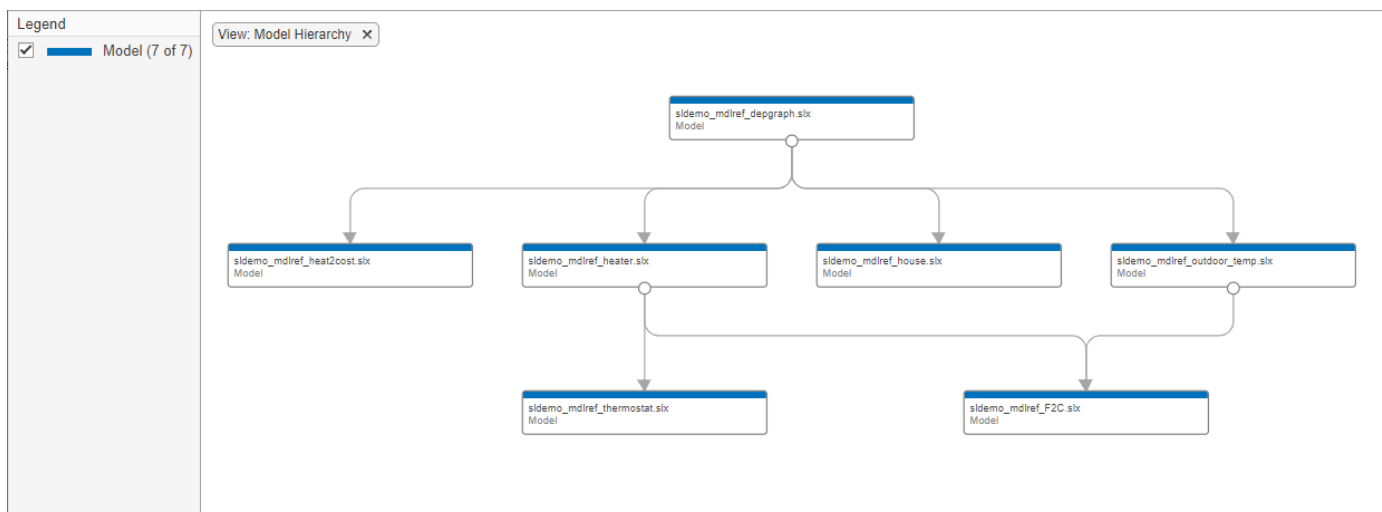 Legend
Model (7 of 7)
View: Model Hierarchy X
sldemo_mdlref_depgraph.slx
Model
sldemo_mdlref_heat2cost.slx
Model
sldemo_mdlref_heater.slx
Model
sldemo_mdlref_house.slx
Model
sldemo_mdlref_outdoor_temp.slx
Model
sldemo_mdlref_thermostat.slx
Model
sldemo_mdlref_F2C.slx
Model